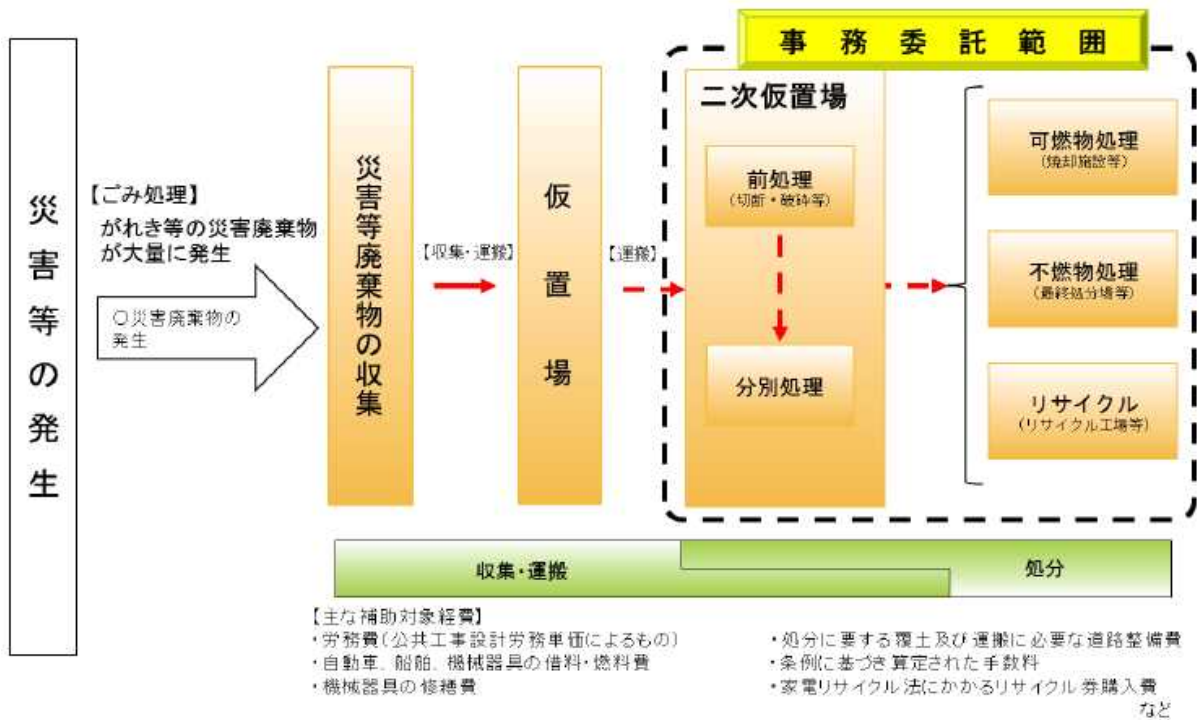 事務委託範囲
災害等の発生
【ごみ処理】
がれき等の災害廃棄物
が大量に発生
〇災害廃棄物の
発生
災害等廃棄物の収集
【収集・運搬】
仮置場
【運搬】
二次仮置場
前処理
(切断・破砕等)
分別処理
可燃物処理
(焼却施設等)
不燃物処理
(最終処分場等)
リサイクル
(リサイクル工場等)
収集・運搬
処分
【主な補助対象経費】
・労務費(公共工事設計労務単価によるもの)
・自動車、船舶、機械器具の借料・燃料費
・機械器具の修繕費
・処分に要する覆土及び運搬に必要な道路整備費
・条例に基づき算定された手数料
・家電リサイクル法にかかるリサイクル券購入費
など